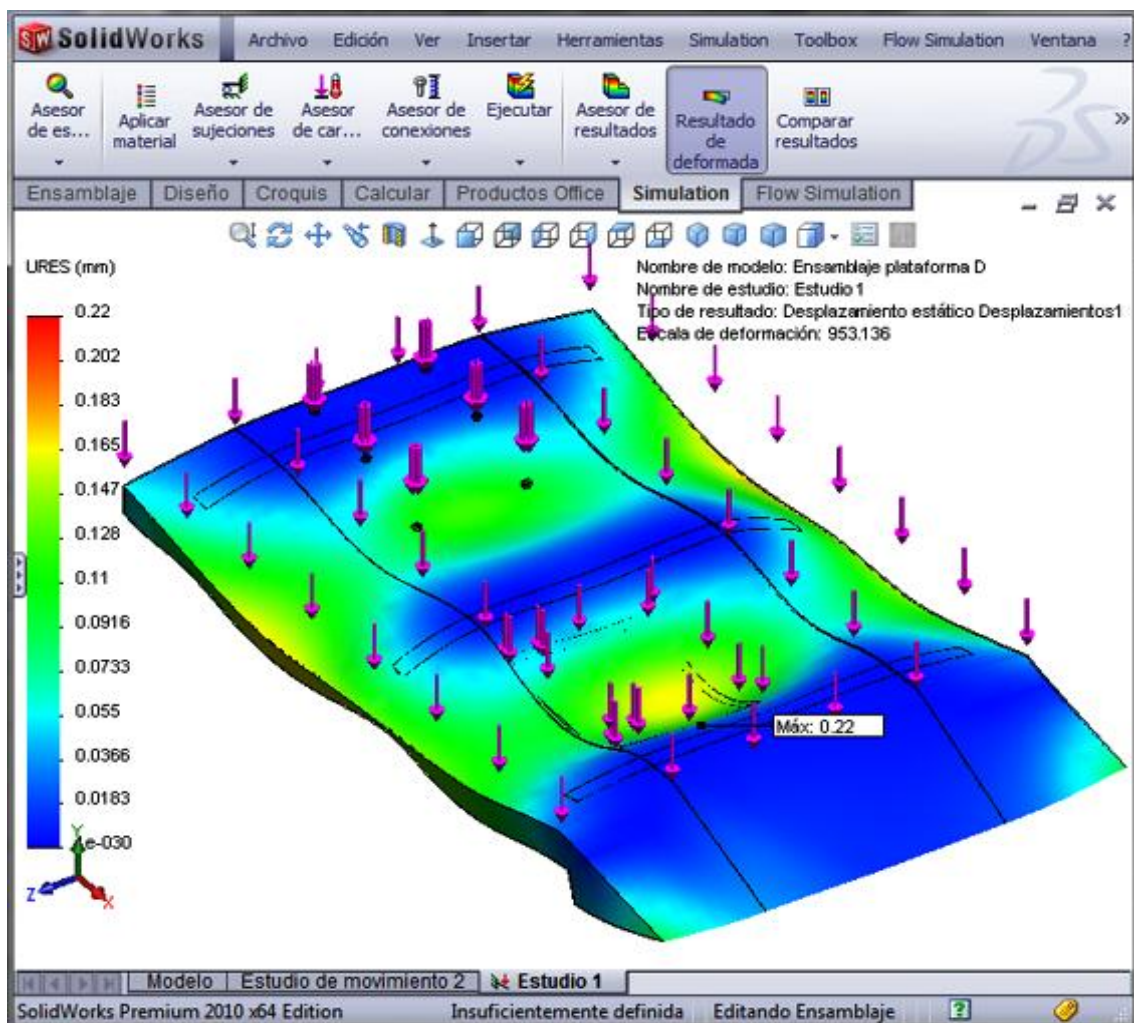 SolidWorks Archivo Edición Ver Insertar Herramientas Simulation Toolbox Flow Simulation Ventana ?
Asesor de es...
Aplicar material
Asesor de sujeciones
Asesor de car...
Asesor de conexiones
Ejecutar
Asesor de resultados
Resultado de deformada
Comparar resultados
»
Ensamblaje Diseño Croquis Calcular Productos Office Simulation Flow Simulation
URES (mm)
Nombre de modelo: Ensamblaje plataforma D
Nombre de estudio: Estudio 1
Tipo de resultado: Desplazamiento estático Desplazamientos1
Escala de deformación: 953.136
0.22
0.202
0.183
0.165
0.147
0.128
0.11
0.0916
0.0733
0.055
0.0366
0.0183
e-030
Máx: 0.22
Y
Z
X
Modelo Estudio de movimiento 2 Estudio 1
SolidWorks Premium 2010 x64 Edition Insuficientemente definida Editando Ensamblaje ?